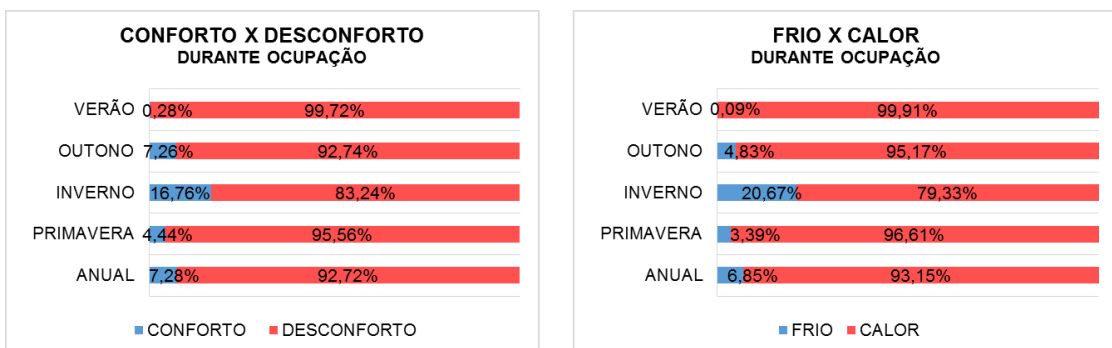 CONFORTO X DESCONFORTO
DURANTE OCUPAÇÃO
VERÃO 0,28% 99,72%
OUTONO 7,26% 92,74%
INVERNO 16,76% 83,24%
PRIMAVERA 4,44% 95,56%
ANUAL 7,28% 92,72%
CONFORTO DESCONFORTO
FRIO X CALOR
DURANTE OCUPAÇÃO
VERÃO 0,09% 99,91%
OUTONO 4,83% 95,17%
INVERNO 20,67% 79,33%
PRIMAVERA 3,39% 96,61%
ANUAL 6,85% 93,15%
FRIO CALOR